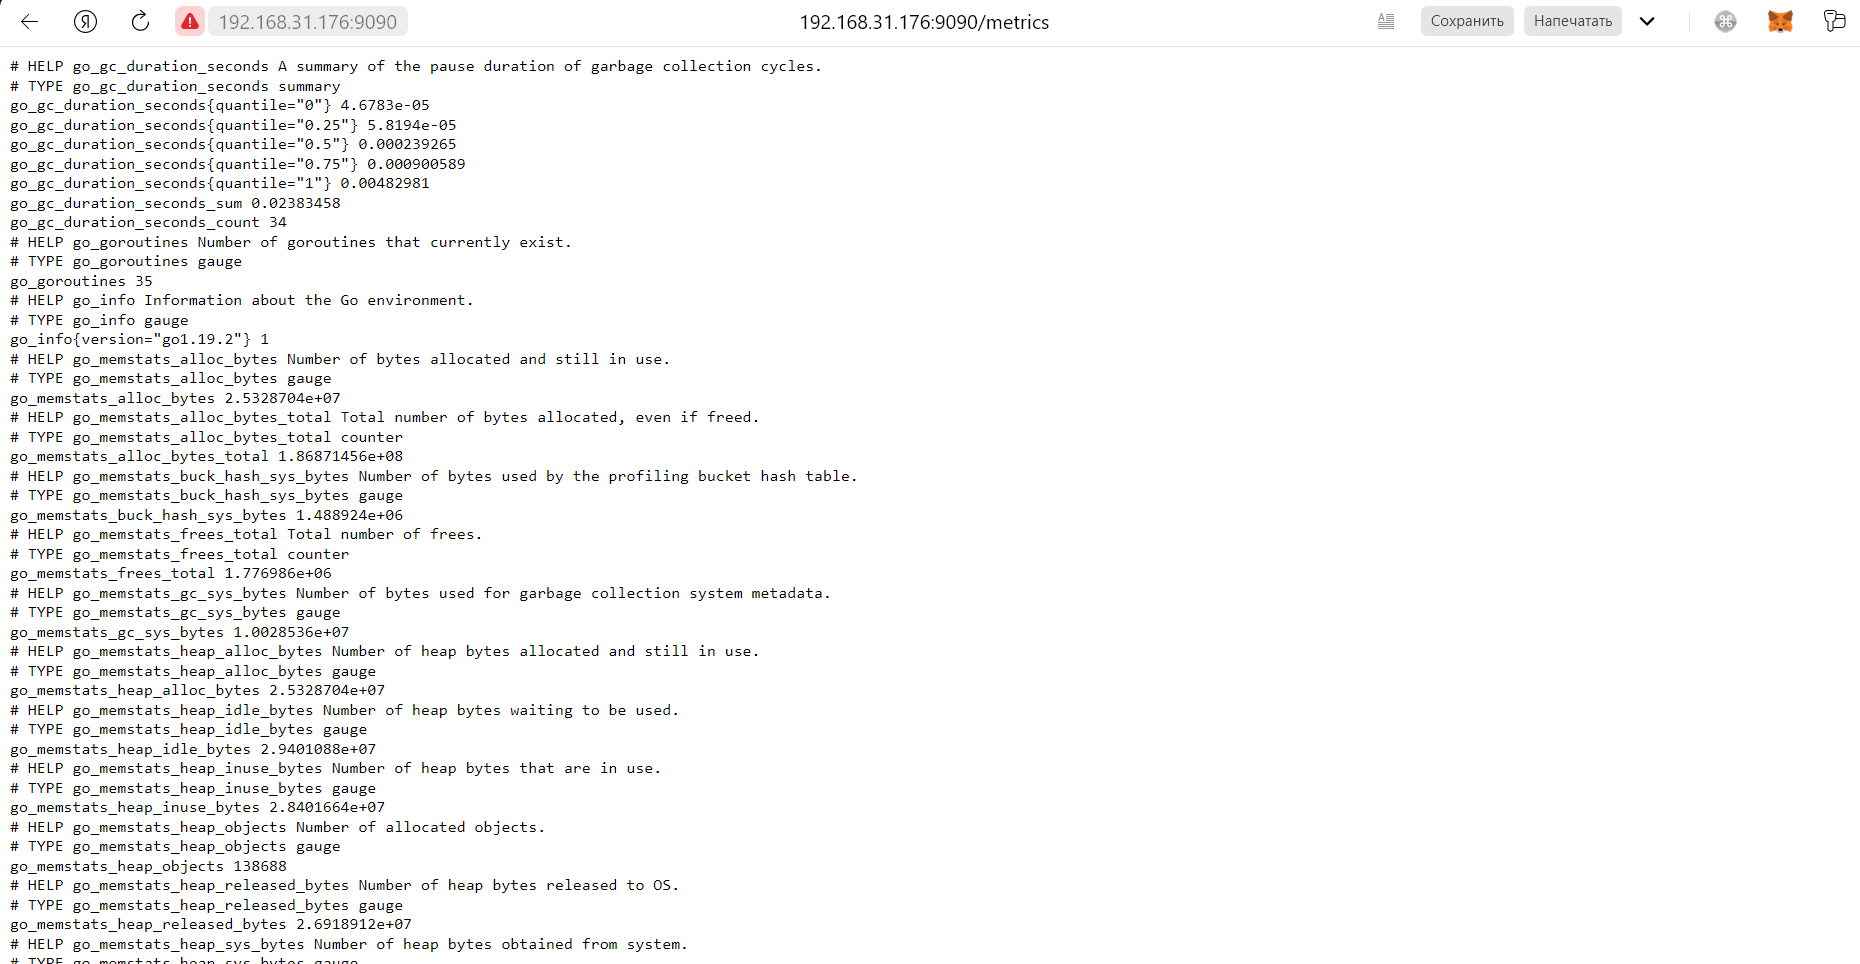 Я 192.168.31.176:9090 192.168.31.176:9090/metrics Сохранить Напечатать
# HELP go_gc_duration_seconds A summary of the pause duration of garbage collection cycles.
# TYPE go_gc_duration_seconds summary
go_gc_duration_seconds{quantile="0"} 4.6783e-05
go_gc_duration_seconds{quantile="0.25"} 5.8194e-05
go_gc_duration_seconds{quantile="0.5"} 0.000239265
go_gc_duration_seconds{quantile="0.75"} 0.000900589
go_gc_duration_seconds{quantile="1"} 0.00482981
go_gc_duration_seconds_sum 0.02383458
go_gc_duration_seconds_count 34
# HELP go_goroutines Number of goroutines that currently exist.
# TYPE go_goroutines gauge
go_goroutines 35
# HELP go_info Information about the Go environment.
# TYPE go_info gauge
go_info{version="go1.19.2"} 1
# HELP go_memstats_alloc_bytes Number of bytes allocated and still in use.
# TYPE go_memstats_alloc_bytes gauge
go_memstats_alloc_bytes 2.5328704e+07
# HELP go_memstats_alloc_bytes_total Total number of bytes allocated, even if freed.
# TYPE go_memstats_alloc_bytes_total counter
go_memstats_alloc_bytes_total 1.86871456e+08
# HELP go_memstats_buck_hash_sys_bytes Number of bytes used by the profiling bucket hash table.
# TYPE go_memstats_buck_hash_sys_bytes gauge
go_memstats_buck_hash_sys_bytes 1.488924e+06
# HELP go_memstats_frees_total Total number of frees.
# TYPE go_memstats_frees_total counter
go_memstats_frees_total 1.776986e+06
# HELP go_memstats_gc_sys_bytes Number of bytes used for garbage collection system metadata.
# TYPE go_memstats_gc_sys_bytes gauge
go_memstats_gc_sys_bytes 1.0028536e+07
# HELP go_memstats_heap_alloc_bytes Number of heap bytes allocated and still in use.
# TYPE go_memstats_heap_alloc_bytes gauge
go_memstats_heap_alloc_bytes 2.5328704e+07
# HELP go_memstats_heap_idle_bytes Number of heap bytes waiting to be used.
# TYPE go_memstats_heap_idle_bytes gauge
go_memstats_heap_idle_bytes 2.9401088e+07
# HELP go_memstats_heap_inuse_bytes Number of heap bytes that are in use.
# TYPE go_memstats_heap_inuse_bytes gauge
go_memstats_heap_inuse_bytes 2.8401664e+07
# HELP go_memstats_heap_objects Number of allocated objects.
# TYPE go_memstats_heap_objects gauge
go_memstats_heap_objects 138688
# HELP go_memstats_heap_released_bytes Number of heap bytes released to OS.
# TYPE go_memstats_heap_released_bytes gauge
go_memstats_heap_released_bytes 2.6918912e+07
# HELP go_memstats_heap_sys_bytes Number of heap bytes obtained from system.
# TYPE go_memstats_heap_sys_bytes gauge